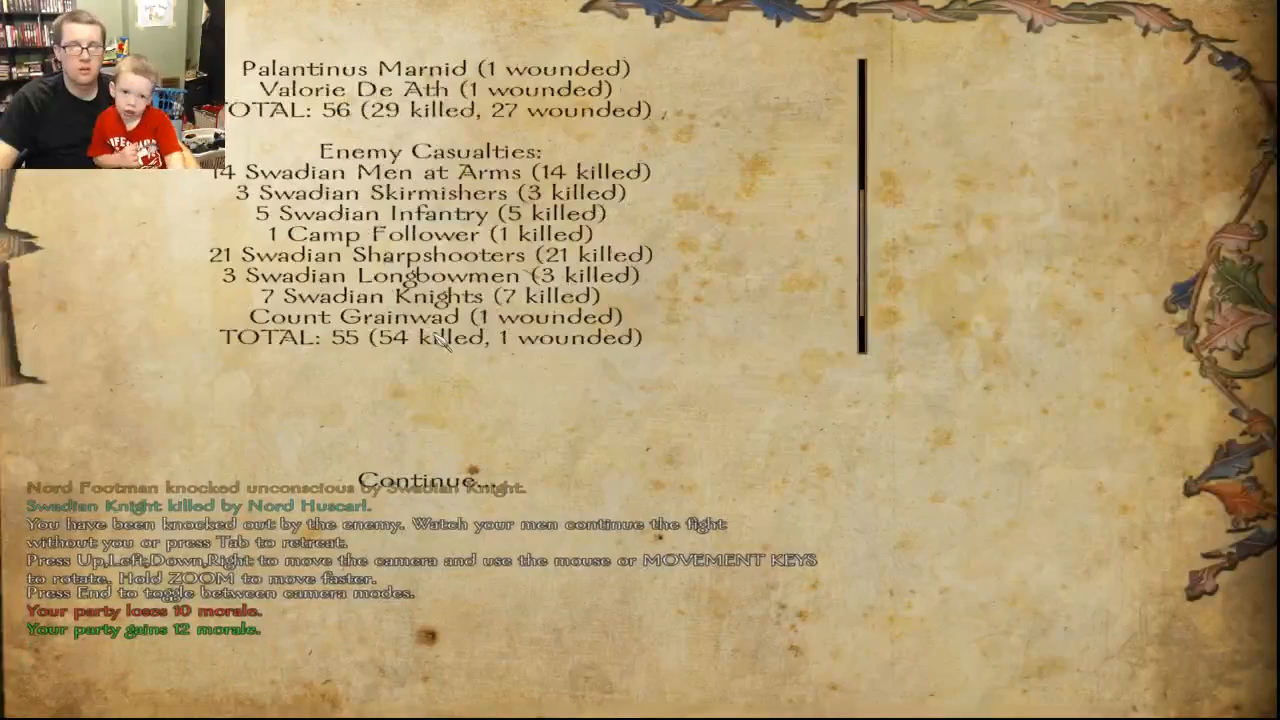 Palantinus Marnid (1 wounded)
Valorie De Ath (1 wounded)
TOTAL: 56 (29 killed, 27 wounded)
Enemy Casualties:
14 Swadian Men at Arms (14 killed)
3 Swadian Skirmishers (3 killed)
5 Swadian Infantry (5 killed)
1 Camp Follower (1 killed)
21 Swadian Sharpshooters (21 killed)
3 Swadian Longbowmen (3 killed)
7 Swadian Knights (7 killed)
Count Grainwad (1 wounded)
TOTAL: 55 (54 killed, 1 wounded)
Continue...
Nord Footman knocked unconscious by Swadian Knight.
Swadian Knight killed by Nord Huscarl.
You have been knocked out by the enemy. Watch your men continue the fight
without you or press Tab to retreat.
Press Up,Left,Down,Right to move the camera and use the mouse or MOVEMENT KEYS
to rotate. Hold ZOOM to move faster.
Press End to toggle between camera modes.
Your party loses 10 morale.
Your party gains 12 morale.